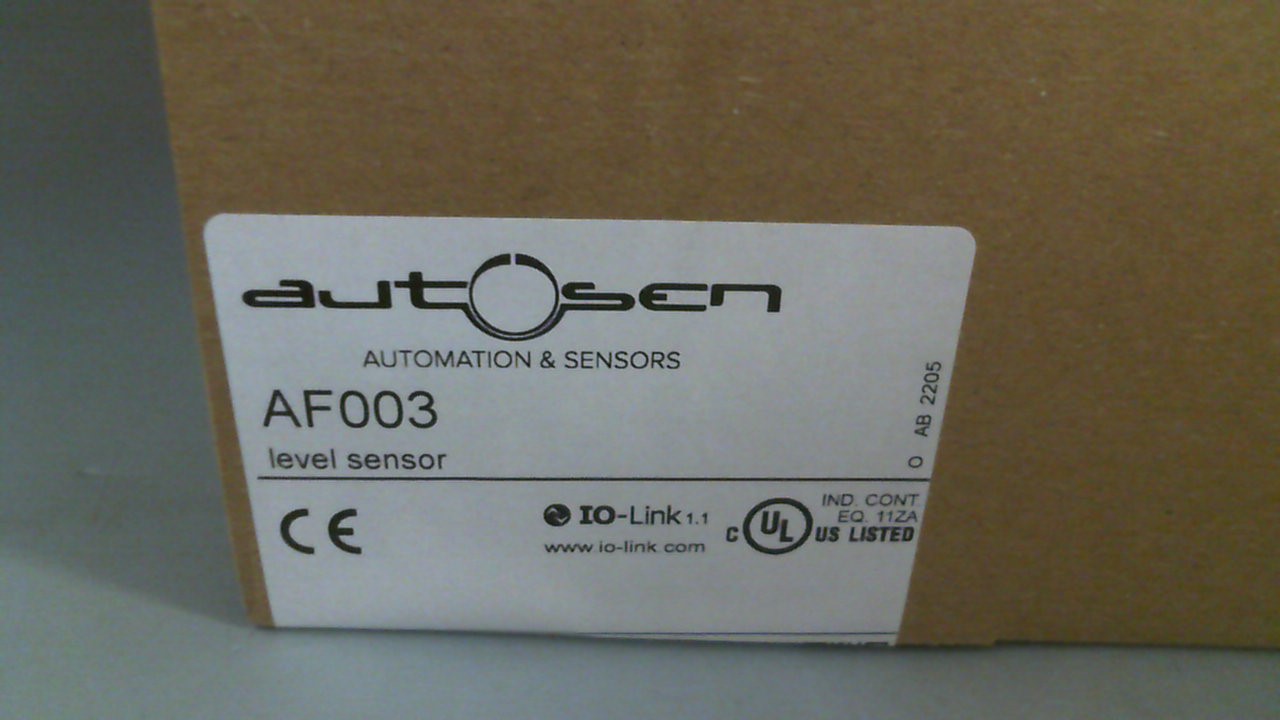 autosen
AUTOMATION & SENSORS
AF003
level sensor
O AB 2205
CE
IO-Link 1.1
www.io-link.com
C UL US LISTED
IND. CONT
EQ. 11ZA